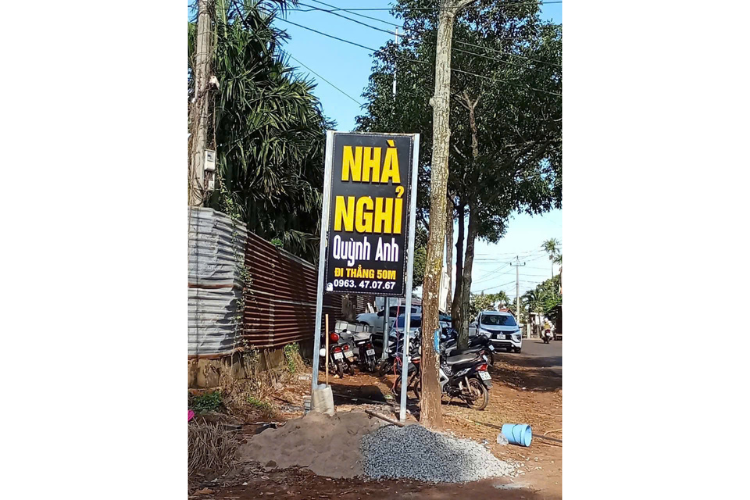 NHÀ
NGHỈ
Quỳnh Anh
ĐI THẲNG 50M
0963. 47.07.67